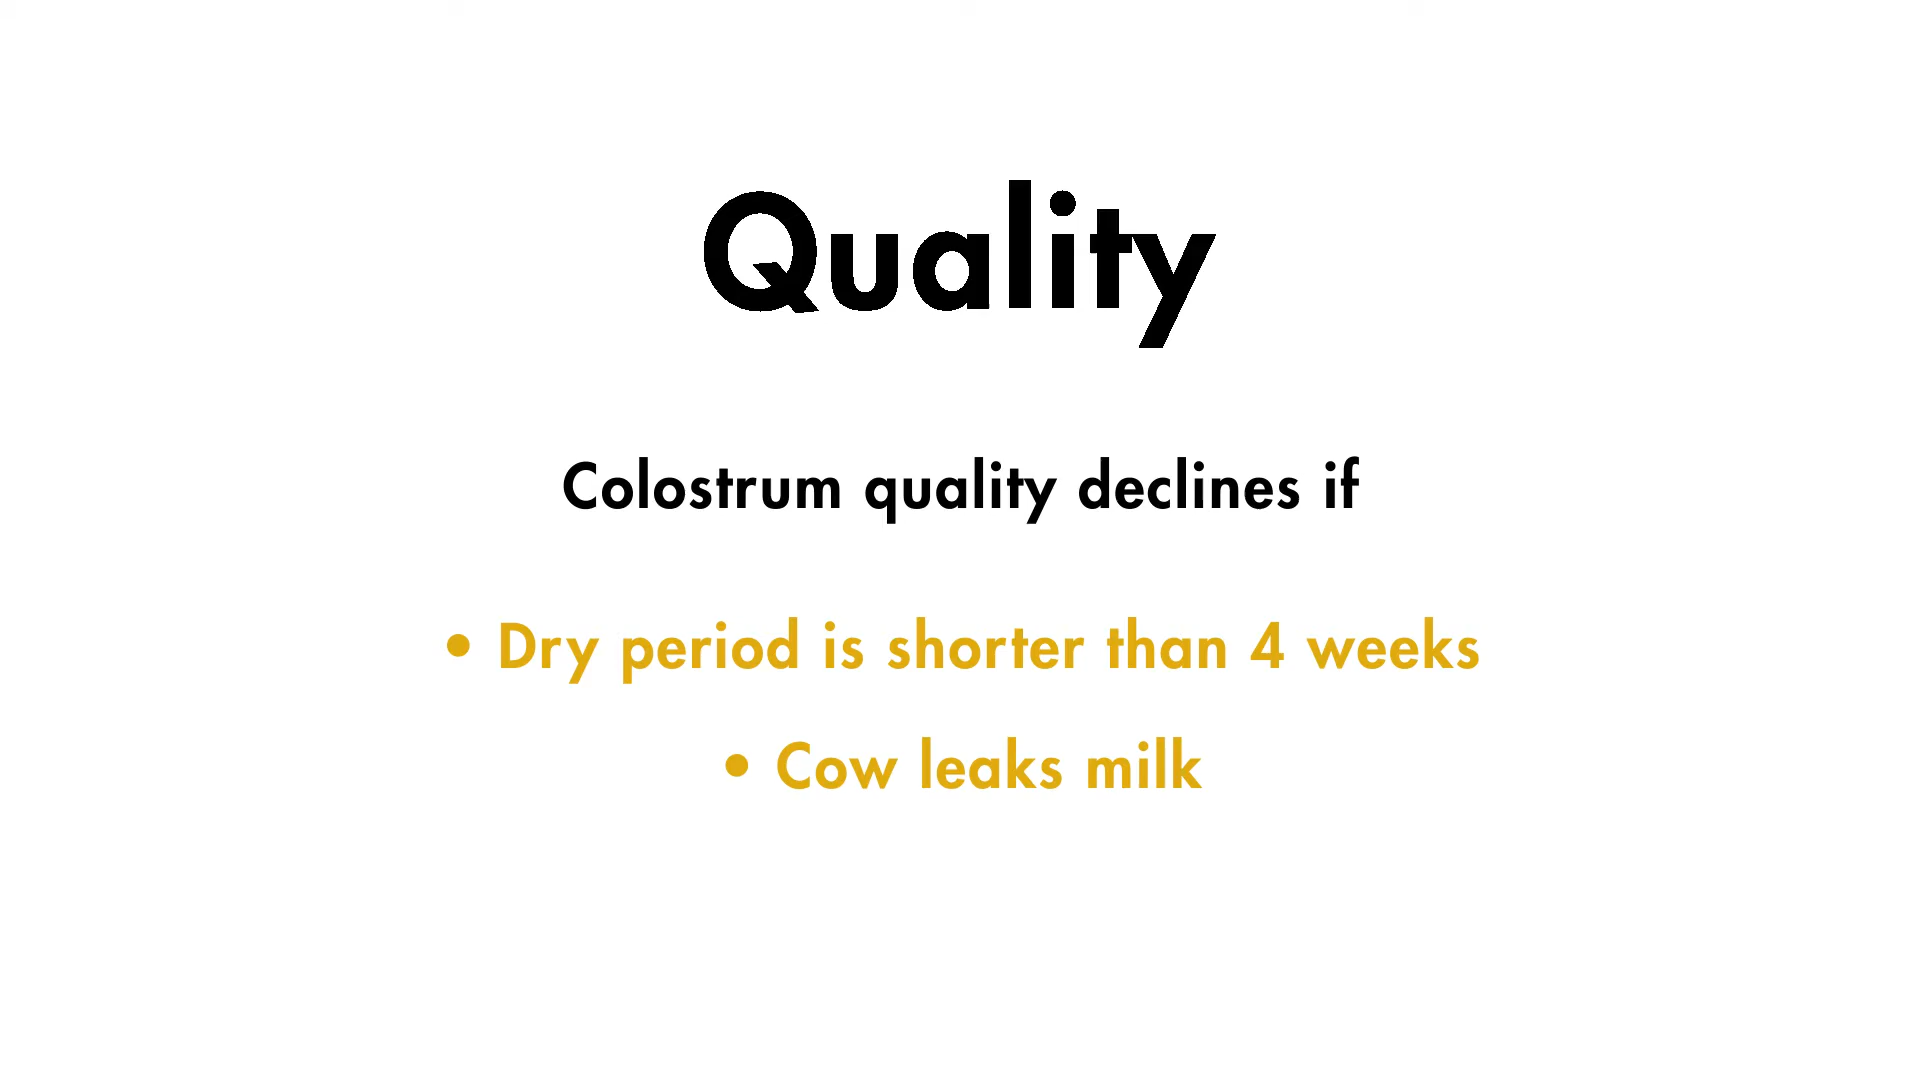 Quality
Colostrum quality declines if
• Dry period is shorter than 4 weeks
• Cow leaks milk